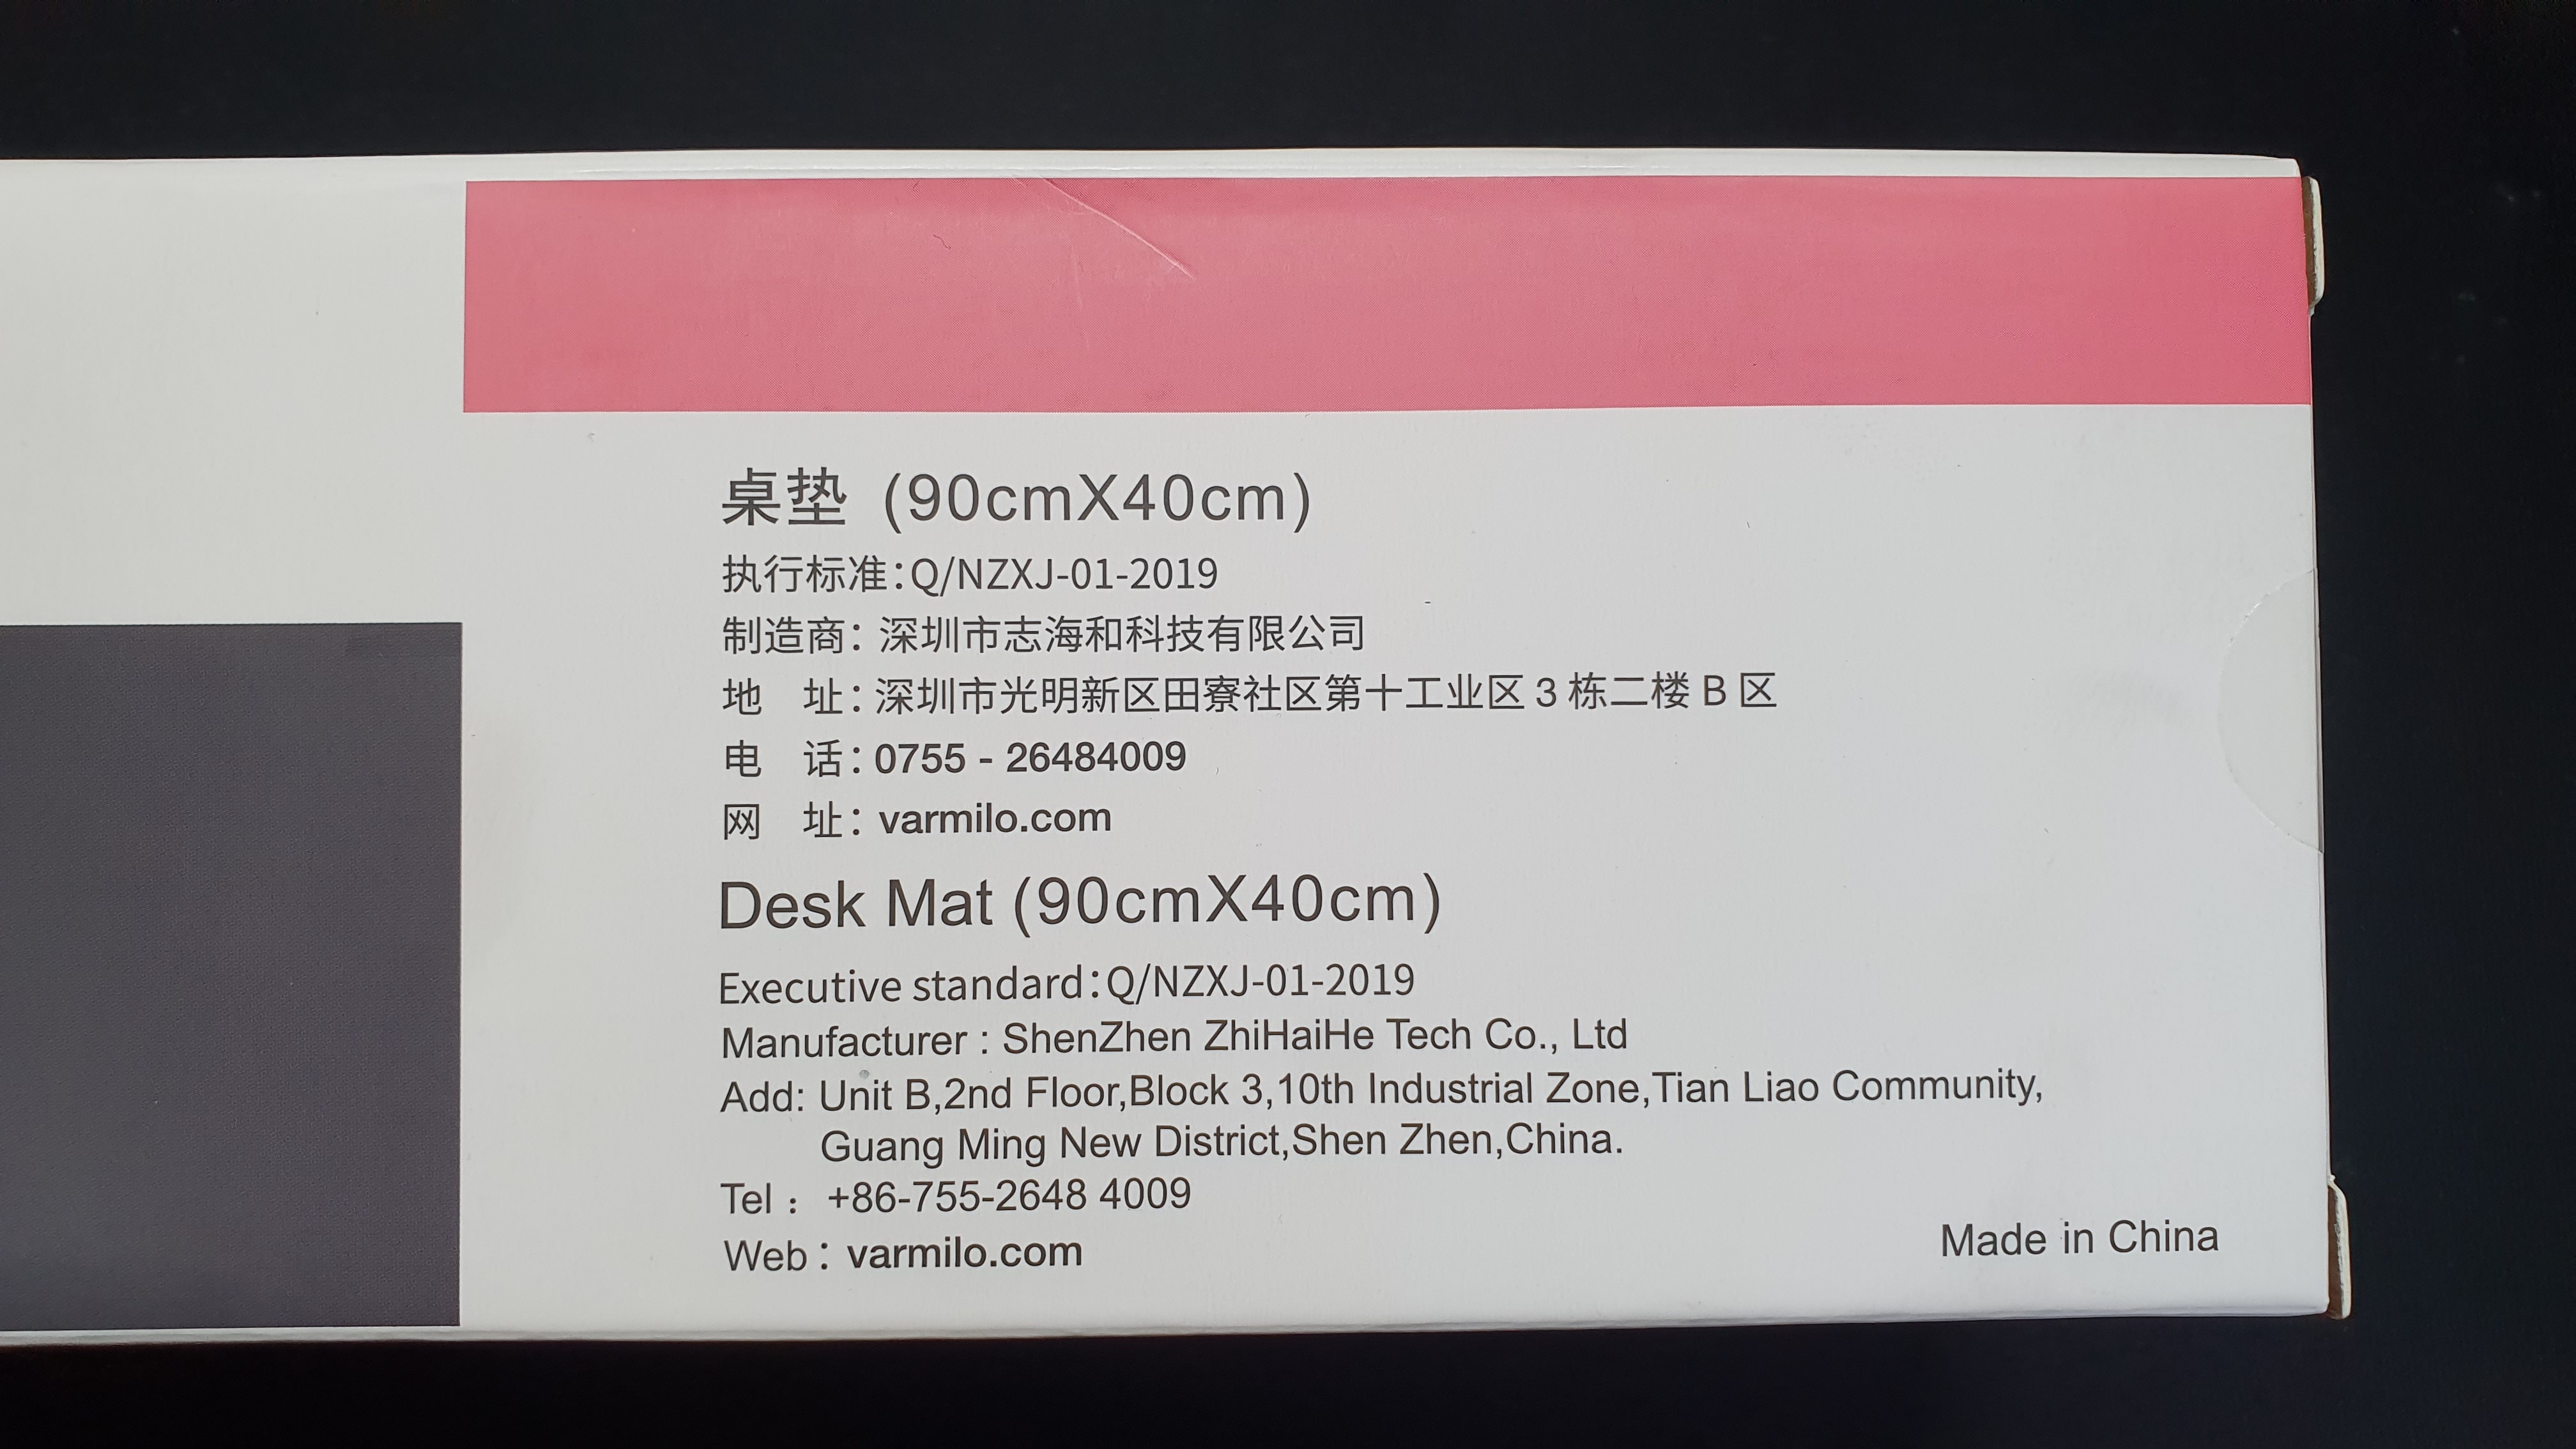 桌垫 (90cmX40cm)
执行标准:Q/NZXJ-01-2019
制造商: 深圳市志海和科技有限公司
地 址: 深圳市光明新区田寮社区第十工业区 3 栋二楼 B 区
电 话: 0755 - 26484009
网 址: varmilo.com
Desk Mat (90cmX40cm)
Executive standard:Q/NZXJ-01-2019
Manufacturer : ShenZhen ZhiHaiHe Tech Co., Ltd
Add: Unit B,2nd Floor,Block 3,10th Industrial Zone,Tian Liao Community,
Guang Ming New District,Shen Zhen,China.
Tel : +86-755-2648 4009
Web : varmilo.com
Made in China